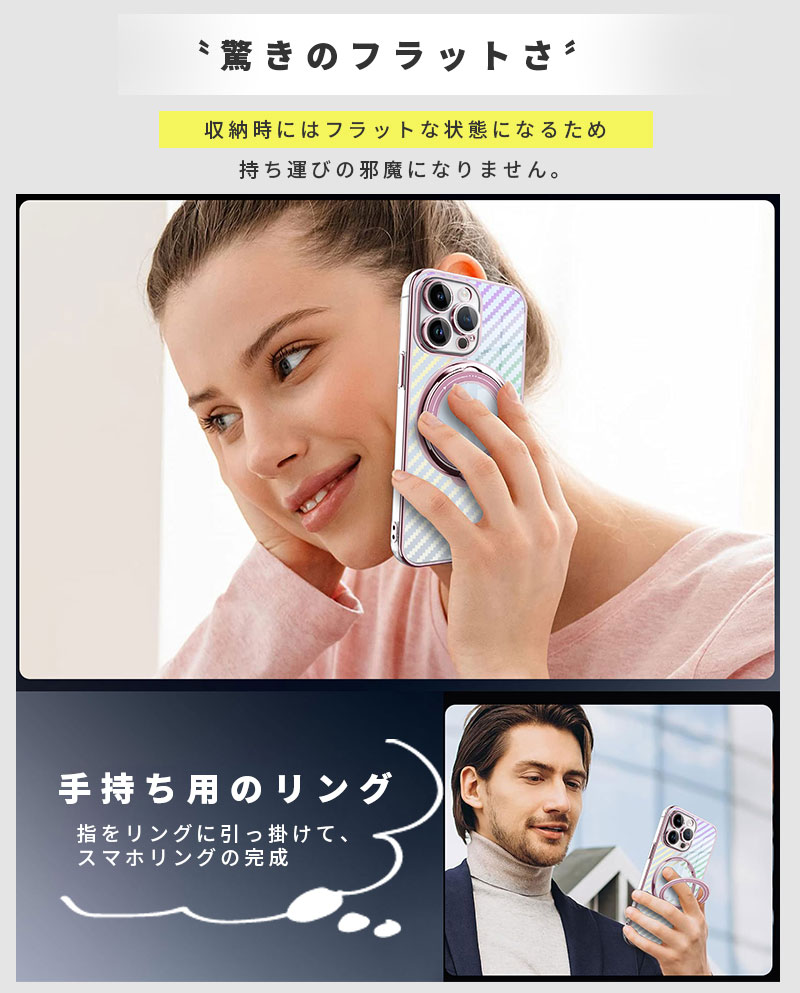 〝驚きのフラットさ〞
収納時にはフラットな状態になるため
持ち運びの邪魔になりません。
手持ち用のリング
指をリングに引っ掛けて、
スマホリングの完成